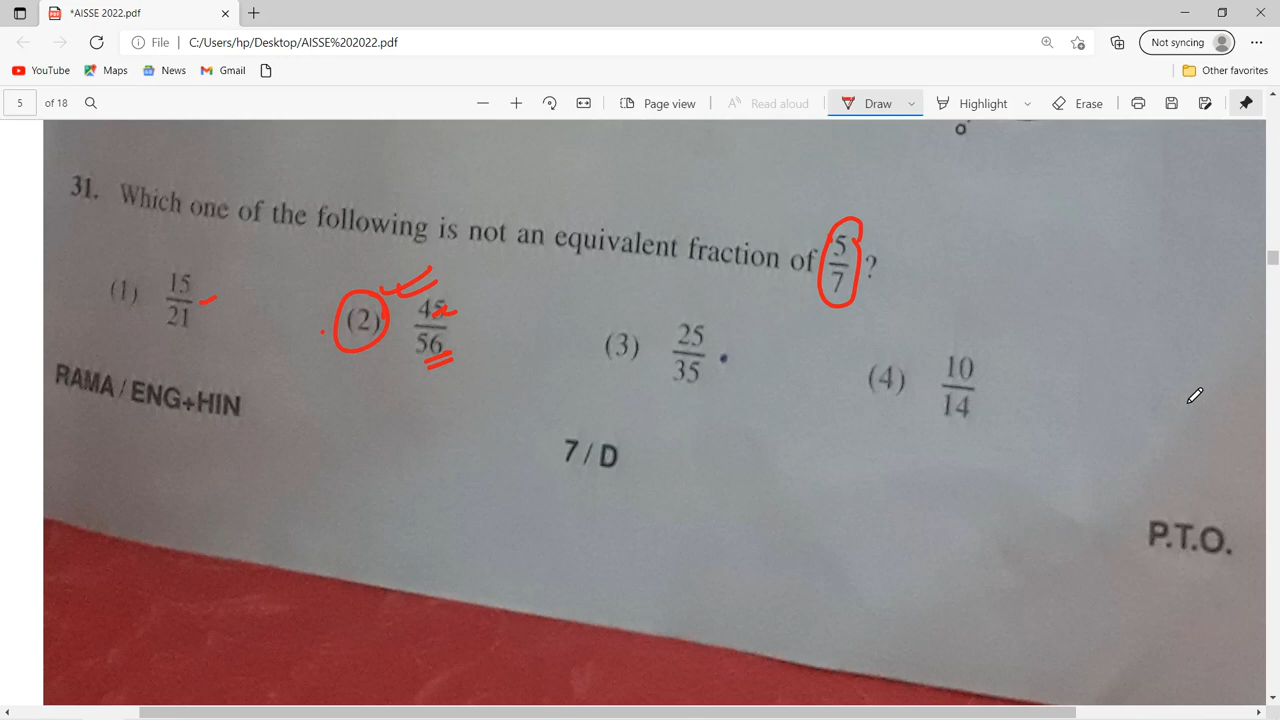 *AISSE 2022.pdf
File C:/Users/hp/Desktop/AISSE%202022.pdf Not syncing
YouTube Maps News Gmail Other favorites
5 of 18 Page view Read aloud Draw Highlight Erase
31. Which one of the following is not an equivalent fraction of 5/7 ?
(1) 15/21 (2) 45/56 (3) 25/35 (4) 10/14
RAMA / ENG+HIN
7 / D
P.T.O.